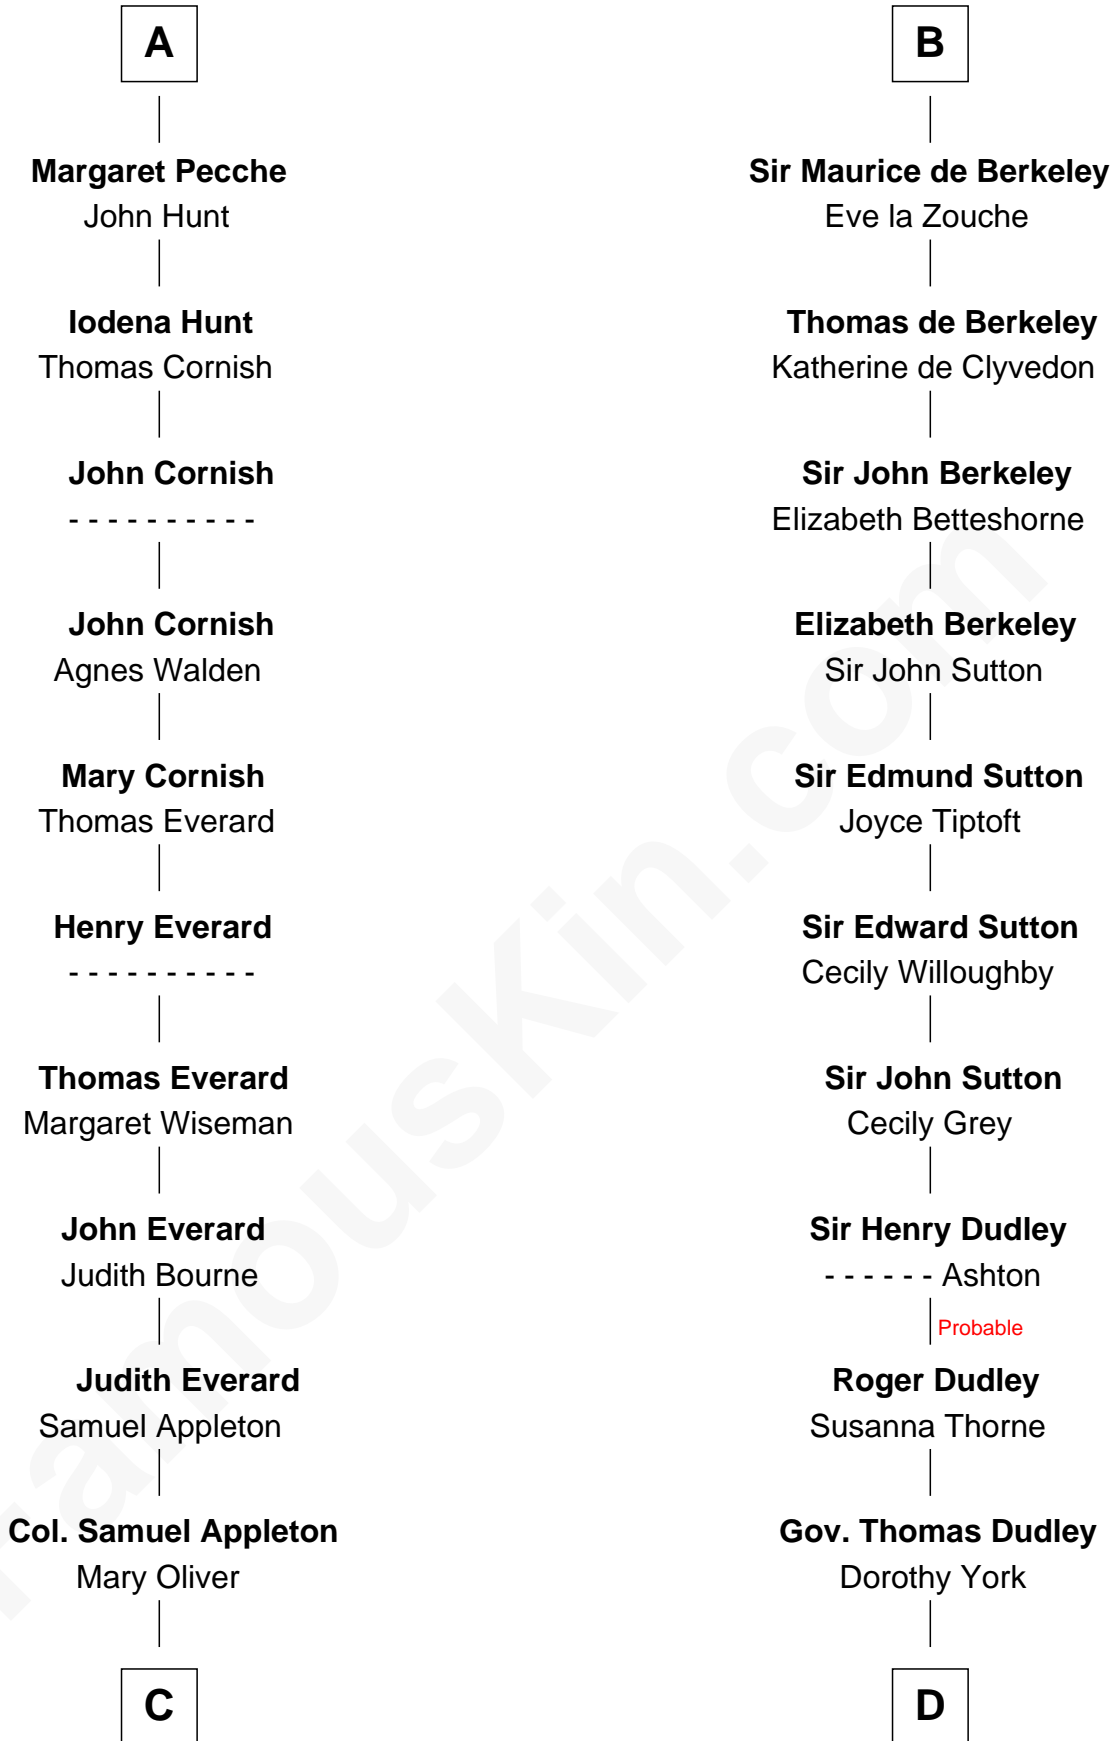 A
Margaret Pecche
John Hunt
Iodena Hunt
Thomas Cornish
John Cornish
- - - - - - - - - -
John Cornish
Agnes Walden
Mary Cornish
Thomas Everard
Henry Everard
- - - - - - - - - -
Thomas Everard
Margaret Wiseman
John Everard
Judith Bourne
Judith Everard
Samuel Appleton
Col. Samuel Appleton
Mary Oliver
C
B
Sir Maurice de Berkeley
Eve la Zouche
Thomas de Berkeley
Katherine de Clyvedon
Sir John Berkeley
Elizabeth Betteshorne
Elizabeth Berkeley
Sir John Sutton
Sir Edmund Sutton
Joyce Tiptoft
Sir Edward Sutton
Cecily Willoughby
Sir John Sutton
Cecily Grey
Sir Henry Dudley
- - - - - - Ashton
Probable
Roger Dudley
Susanna Thorne
Gov. Thomas Dudley
Dorothy York
D
FamousKin.com